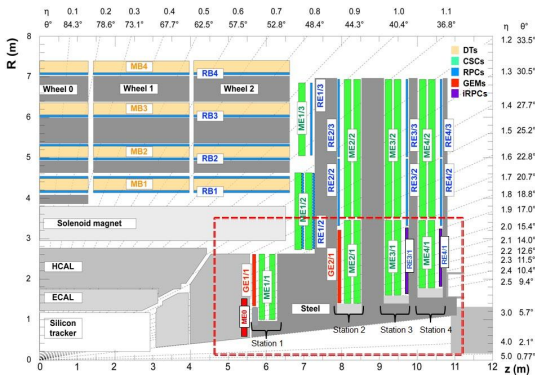 η 0.1 0.2 0.3 0.4 0.5 0.6 0.7 0.8 0.9 1.0 1.1 η θ°
θ° 84.3° 78.6° 73.1° 67.7° 62.5° 57.5° 52.8° 48.4° 44.3° 40.4° 36.8°
R (m)
8
7
6
5
4
3
2
1
0
1.2 33.5°
1.3 30.5°
1.4 27.7°
1.5 25.2°
1.6 22.8°
1.7 20.7°
1.8 18.8°
1.9 17.0°
2.0 15.4°
2.1 14.0°
2.2 12.6°
2.3 11.5°
2.4 10.4°
2.5 9.4°
3.0 5.7°
4.0 2.1°
5.0 0.77°
DTs
CSCs
RPCs
GEMs
iRPCs
MB4
RB4
Wheel 0
Wheel 1
Wheel 2
MB3
RB3
MB2
RB2
MB1
RB1
Solenoid magnet
HCAL
ECAL
Silicon
tracker
Steel
ME1/3
RE1/3
ME1/2
RE1/2
GE1/1
ME1/1
ME0
RE2/3
ME2/2
RE2/2
GE2/1
ME2/1
ME3/2
RE3/3
RE3/2
ME3/1
RE3/1
ME4/2
RE4/3
RE4/2
ME4/1
RE4/1
Station 1
Station 2
Station 3
Station 4
0 1 2 3 4 5 6 7 8 9 10 11 12 z (m)